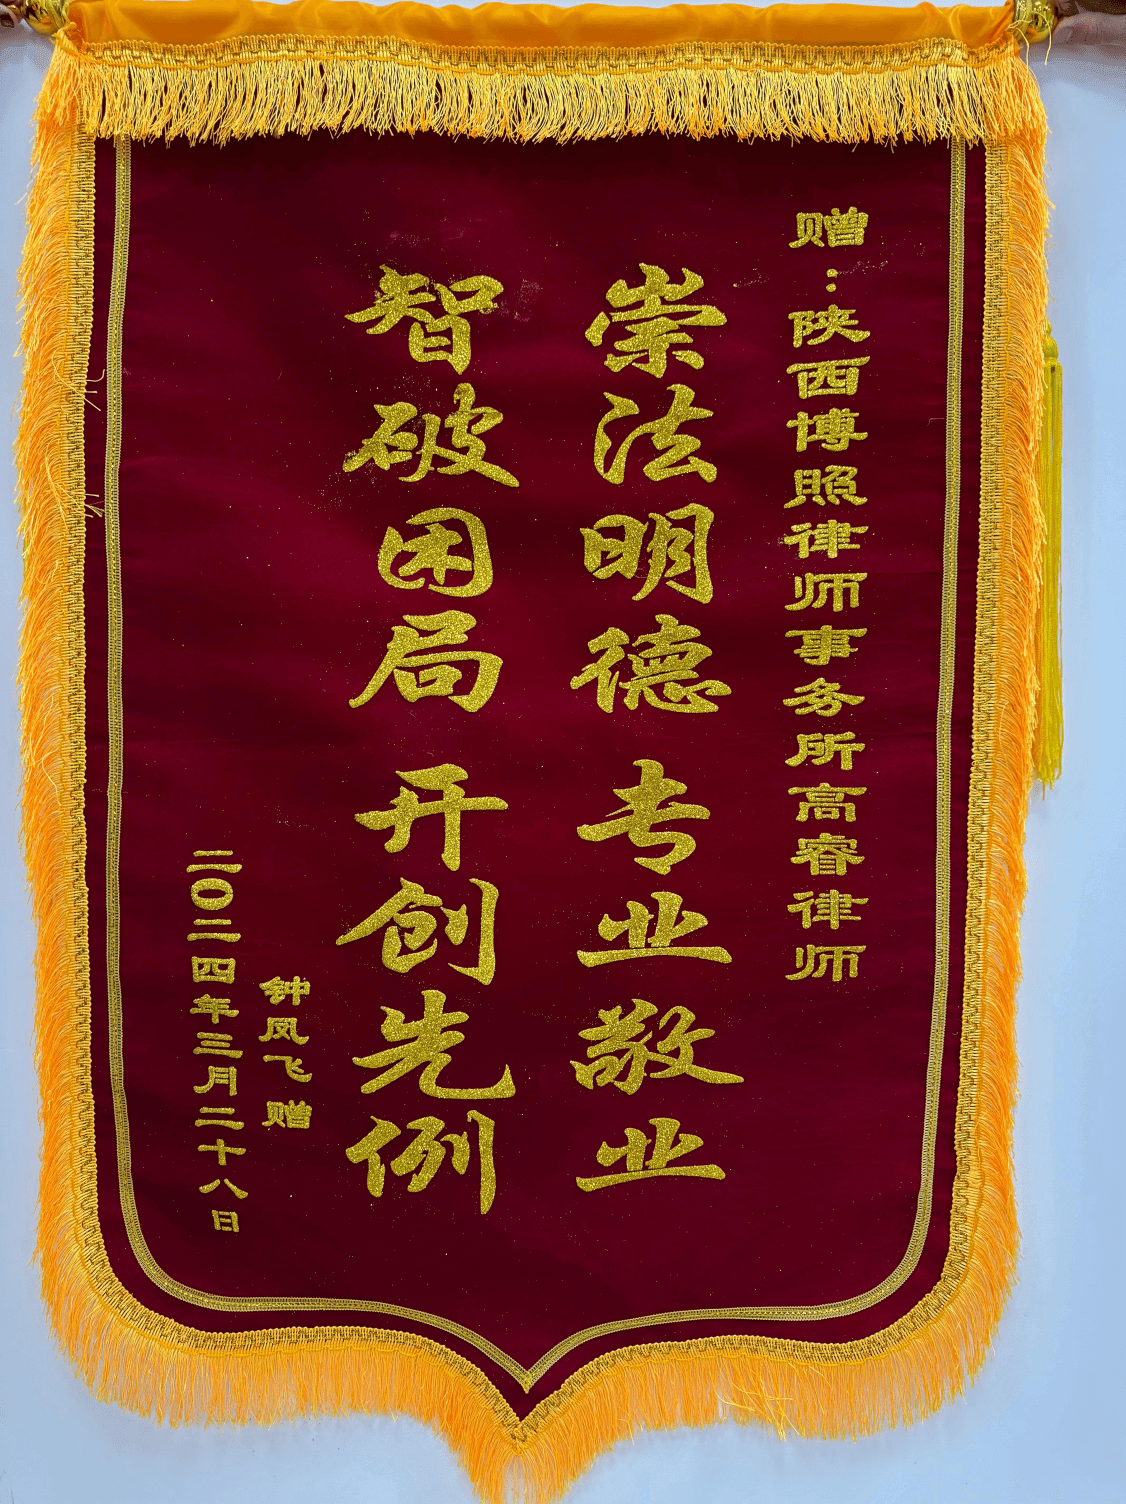 赠：陕西博照律师事务所高睿律师
崇法明德 专业敬业
智破困局 开创先例
钟凤飞 赠
二〇二四年三月二十八日